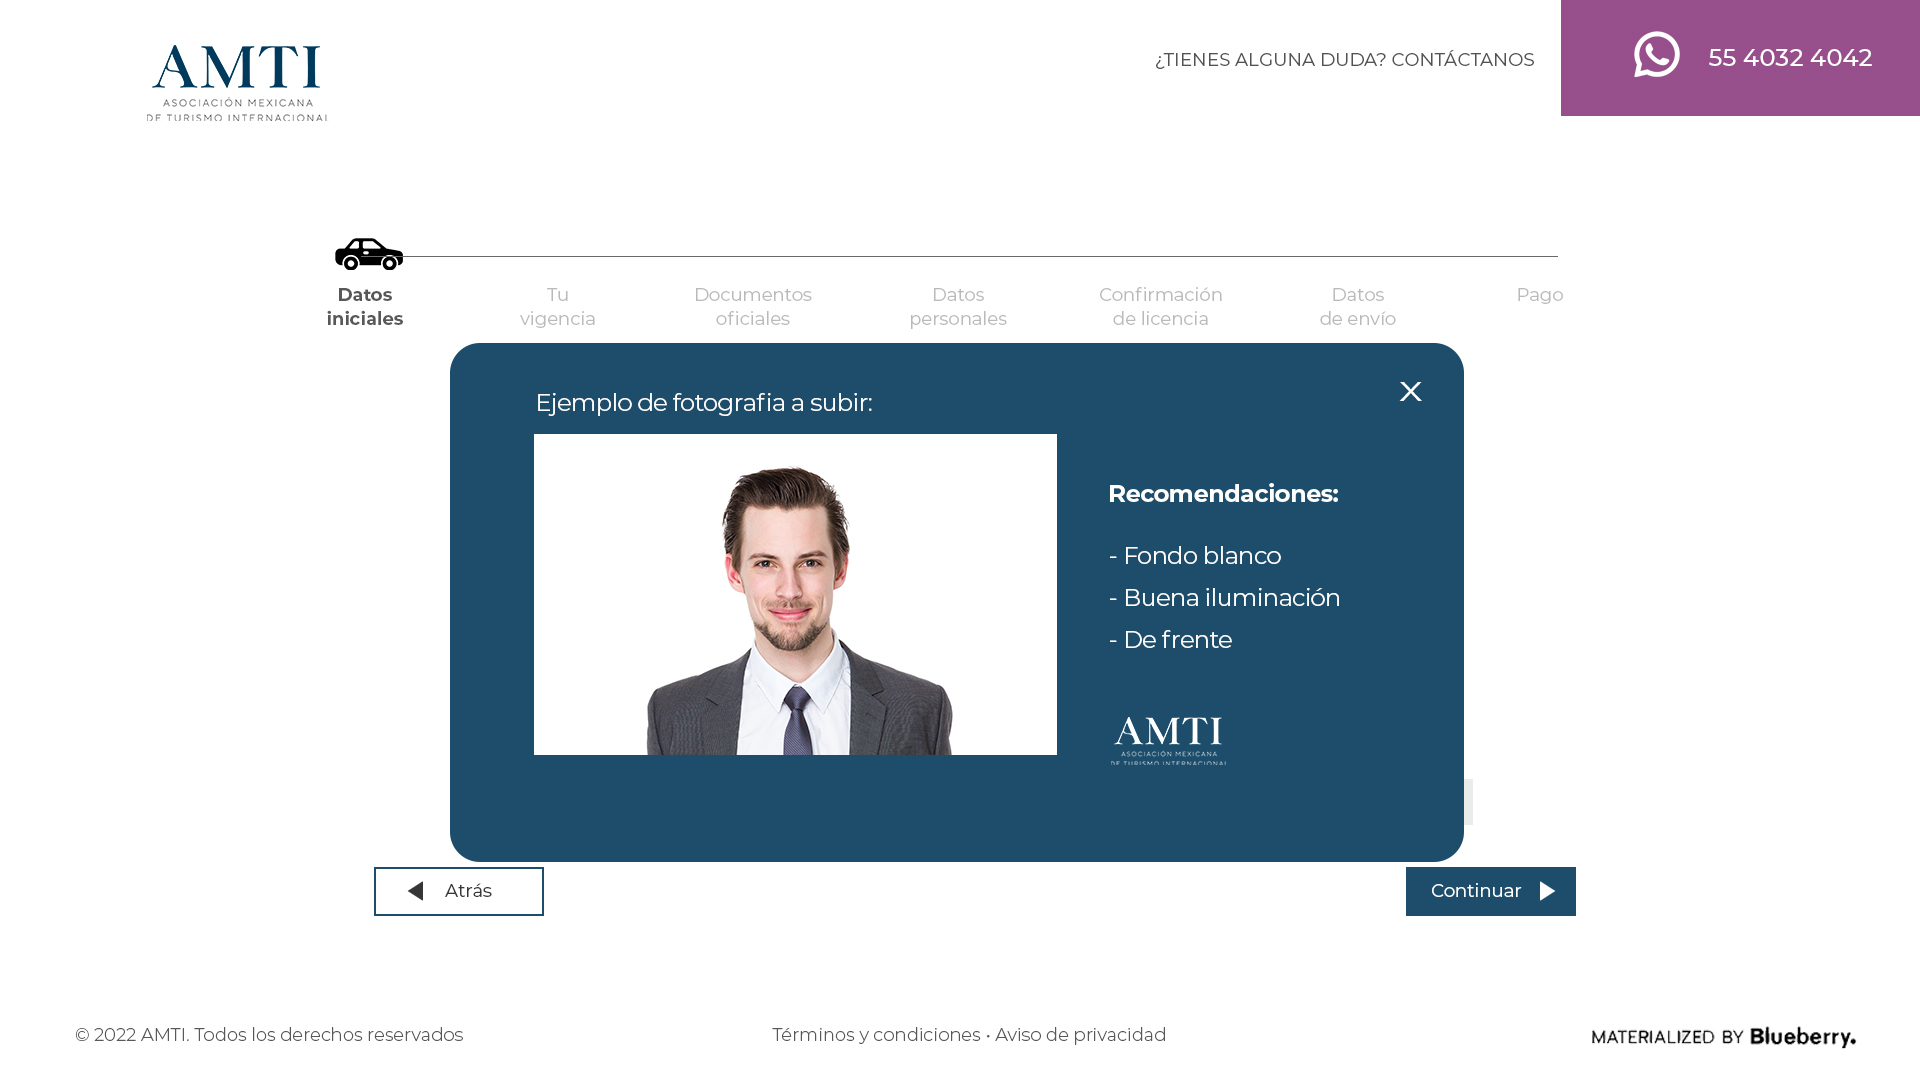 AMTI
ASOCIACIÓN MEXICANA
DE TURISMO INTERNACIONAL
¿TIENES ALGUNA DUDA? CONTÁCTANOS
55 4032 4042
Datos
iniciales
Tu
vigencia
Documentos
oficiales
Datos
personales
Confirmación
de licencia
Datos
de envío
Pago
Ejemplo de fotografia a subir:
X
Recomendaciones:
- Fondo blanco
- Buena iluminación
- De frente
AMTI
ASOCIACIÓN MEXICANA
DE TURISMO INTERNACIONAL
Atrás
Continuar
© 2022 AMTI. Todos los derechos reservados
Términos y condiciones • Aviso de privacidad
MATERIALIZED BY Blueberry.